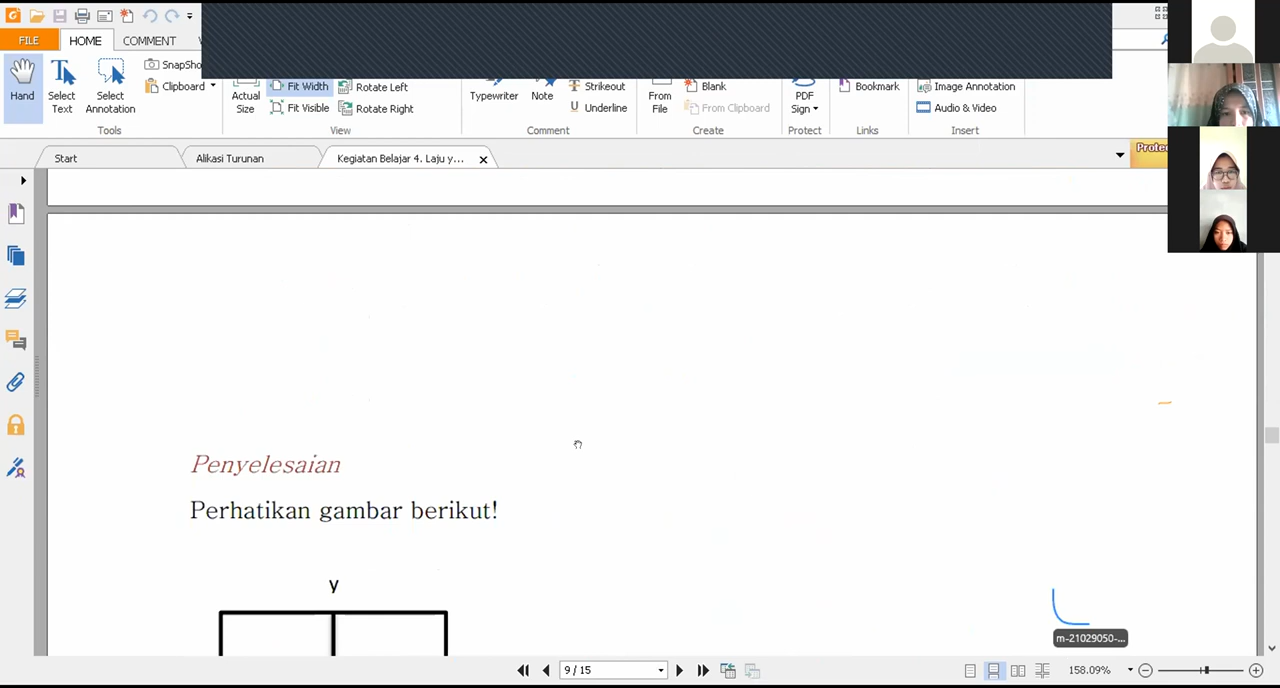 FILE
HOME
COMMENT
Hand
Select
Text
Select
Annotation
SnapSho
Clipboard
Tools
Actual
Size
Fit Width
Fit Visible
Rotate Left
Rotate Right
View
Typewriter
Note
Strikeout
Underline
Comment
From
File
Blank
From Clipboard
Create
PDF
Sign
Protect
Bookmark
Links
Image Annotation
Audio & Video
Insert
Start
Alikasi Turunan
Kegiatan Belajar 4. Laju y...
Protec
Penyelesaian
Perhatikan gambar berikut!
y
m-21029050-...
9 / 15
158.09%